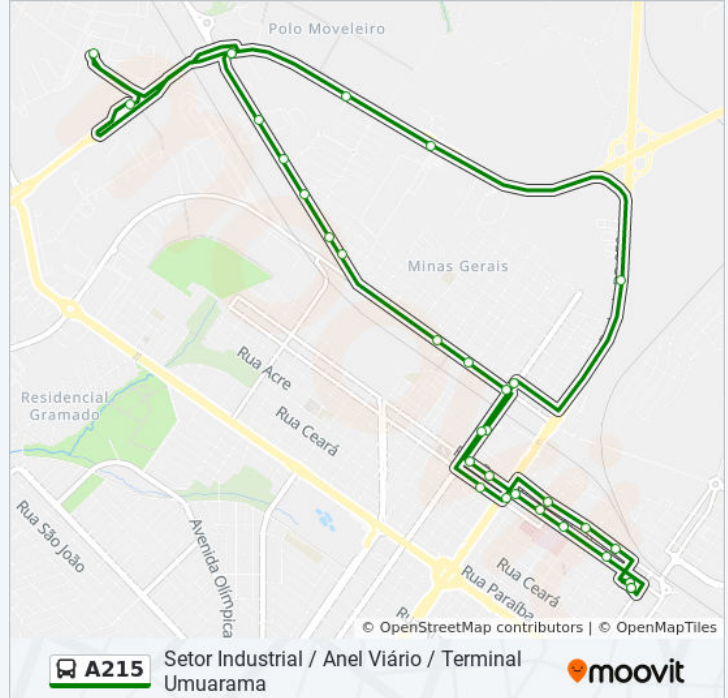 Polo Moveleiro
Minas Gerais
Rua Acre
Residencial
Gramado
Rua Ceará
Rua São João
Avenida Olímpica
Rua Ceará
Rua Paraíba
© OpenStreetMap contributors | © OpenMapTiles
A215
Setor Industrial / Anel Viário / Terminal
Umuarama
moovit